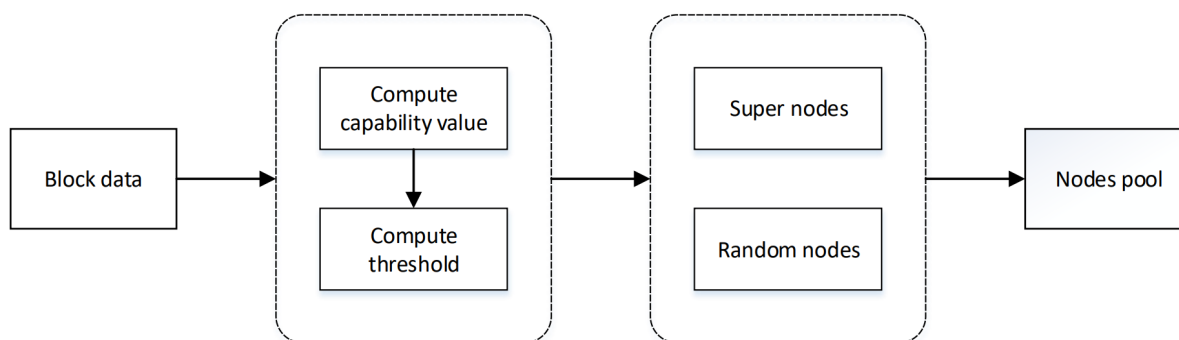 Block data
Compute
capability value
Compute
threshold
Super nodes
Random nodes
Nodes pool